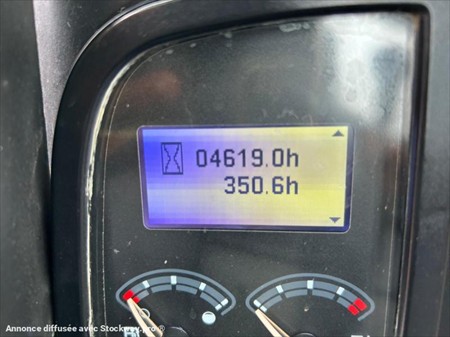 04619.0h
350.6h
Annonce diffusée avec Stockway.pro®